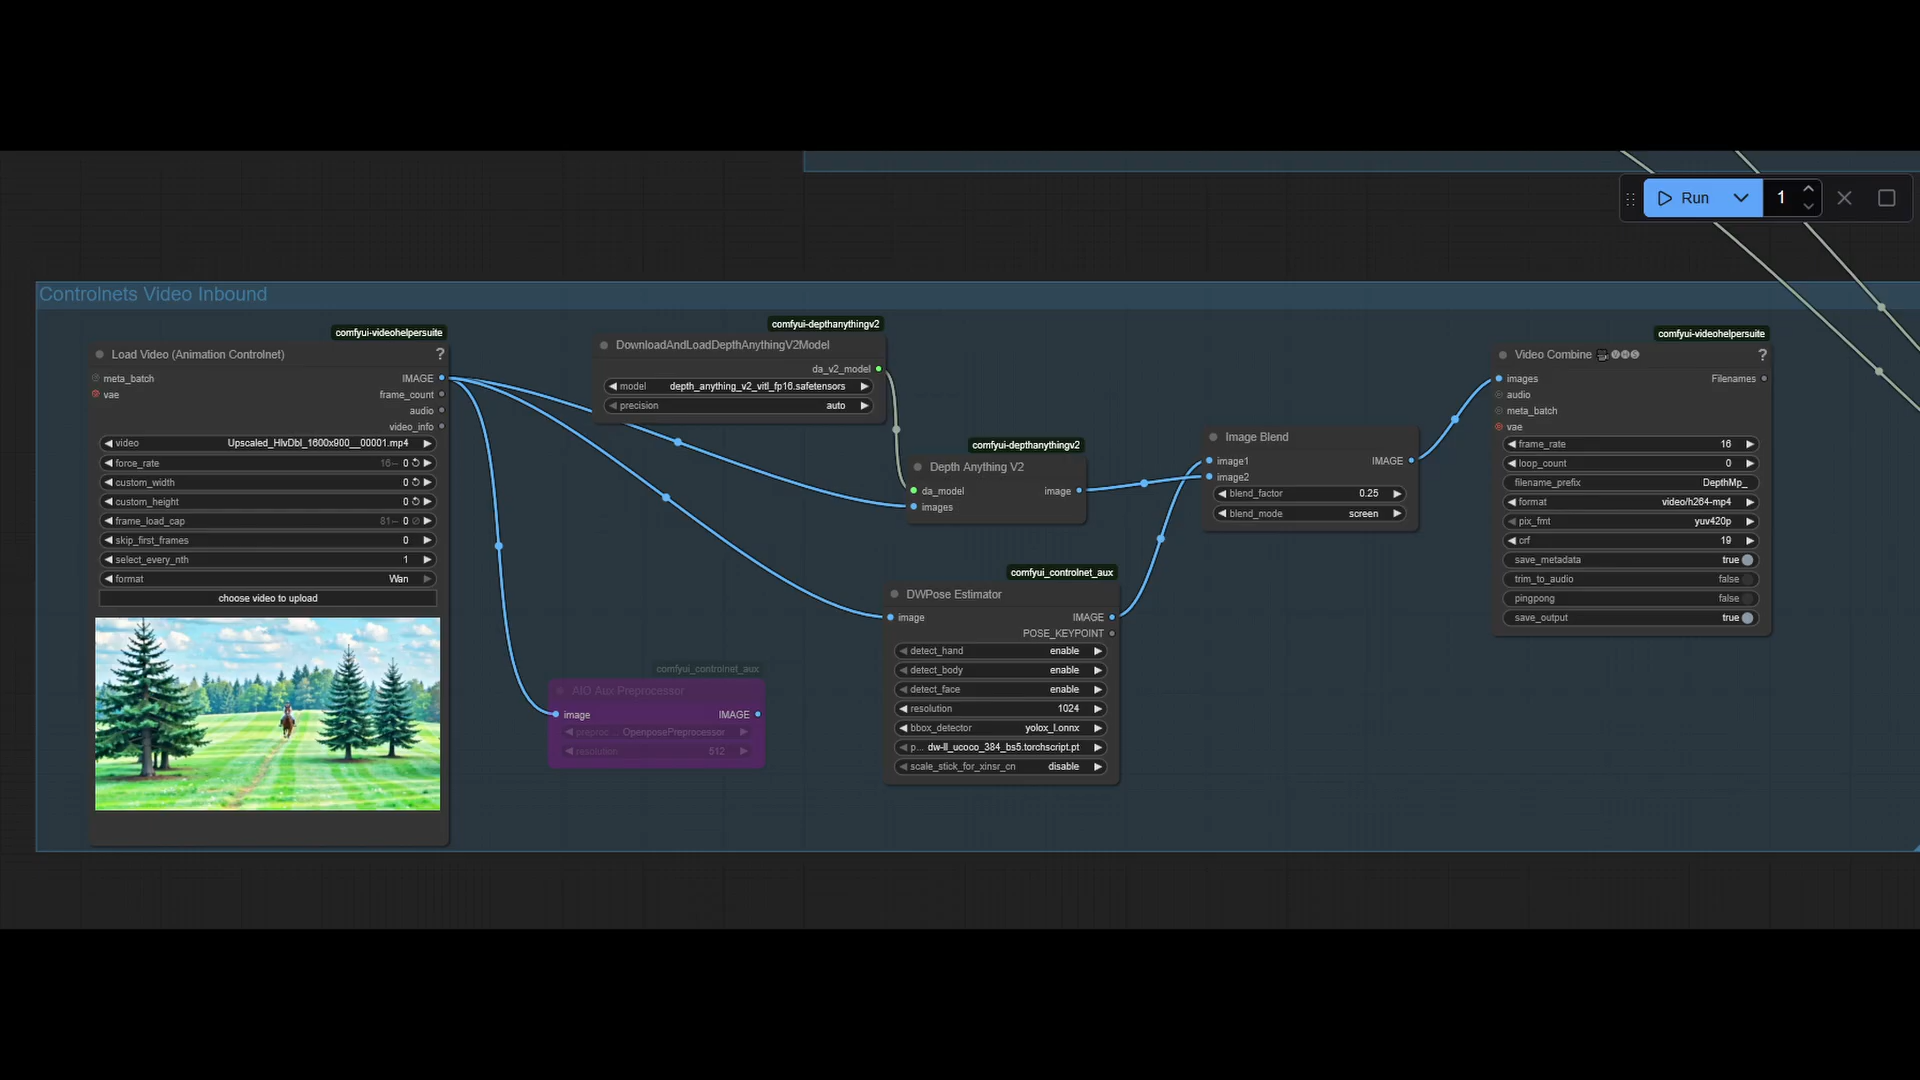 Run
1
Controlnets Video Inbound
comfyui-videohelpersuite
Load Video (Animation Controlnet)
?
meta_batch
IMAGE
vae
frame_count
audio
video_info
video
Upscaled_HlvDbl_1600x900__00001.mp4
force_rate
16← 0
custom_width
0
custom_height
0
frame_load_cap
81← 0
skip_first_frames
0
select_every_nth
1
format
Wan
choose video to upload
comfyui-depthanythingv2
DownloadAndLoadDepthAnythingV2Model
da_v2_model
model
depth_anything_v2_vitl_fp16.safetensors
precision
auto
comfyui-depthanythingv2
Depth Anything V2
da_model
image
images
comfyui_controlnet_aux
AIO Aux Preprocessor
image
IMAGE
preproc...
OpenposePreprocessor
resolution
512
comfyui_controlnet_aux
DWPose Estimator
image
IMAGE
POSE_KEYPOINT
detect_hand
enable
detect_body
enable
detect_face
enable
resolution
1024
bbox_detector
yolox_l.onnx
p...
dw-ll_ucoco_384_bs5.torchscript.pt
scale_stick_for_xinsr_cn
disable
Image Blend
image1
IMAGE
image2
blend_factor
0.25
blend_mode
screen
comfyui-videohelpersuite
Video Combine 🎥🅥🅗🅢
?
images
Filenames
audio
meta_batch
vae
frame_rate
16
loop_count
0
filename_prefix
DepthMp_
format
video/h264-mp4
pix_fmt
yuv420p
crf
19
save_metadata
true
trim_to_audio
false
pingpong
false
save_output
true